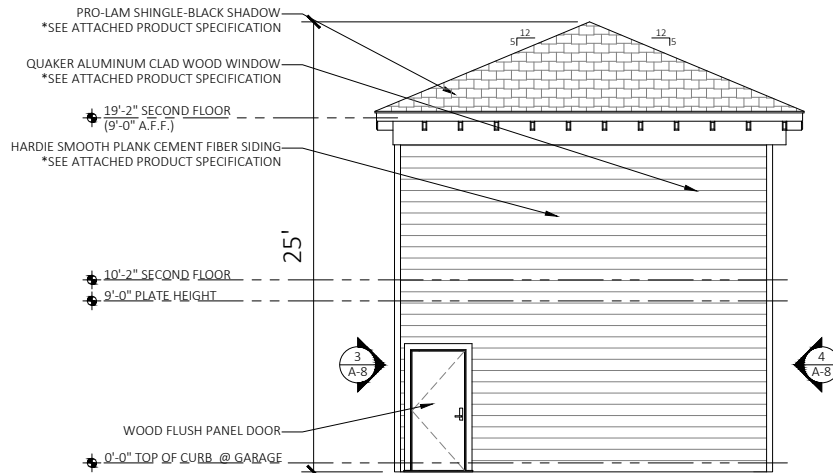 PRO-LAM SHINGLE-BLACK SHADOW
*SEE ATTACHED PRODUCT SPECIFICATION
12
5
12
5
QUAKER ALUMINUM CLAD WOOD WINDOW
*SEE ATTACHED PRODUCT SPECIFICATION
19'-2" SECOND FLOOR
(9'-0" A.F.F.)
HARDIE SMOOTH PLANK CEMENT FIBER SIDING
*SEE ATTACHED PRODUCT SPECIFICATION
25'
10'-2" SECOND FLOOR
9'-0" PLATE HEIGHT
3
A-8
4
A-8
WOOD FLUSH PANEL DOOR
0'-0" TOP OF CURB @ GARAGE